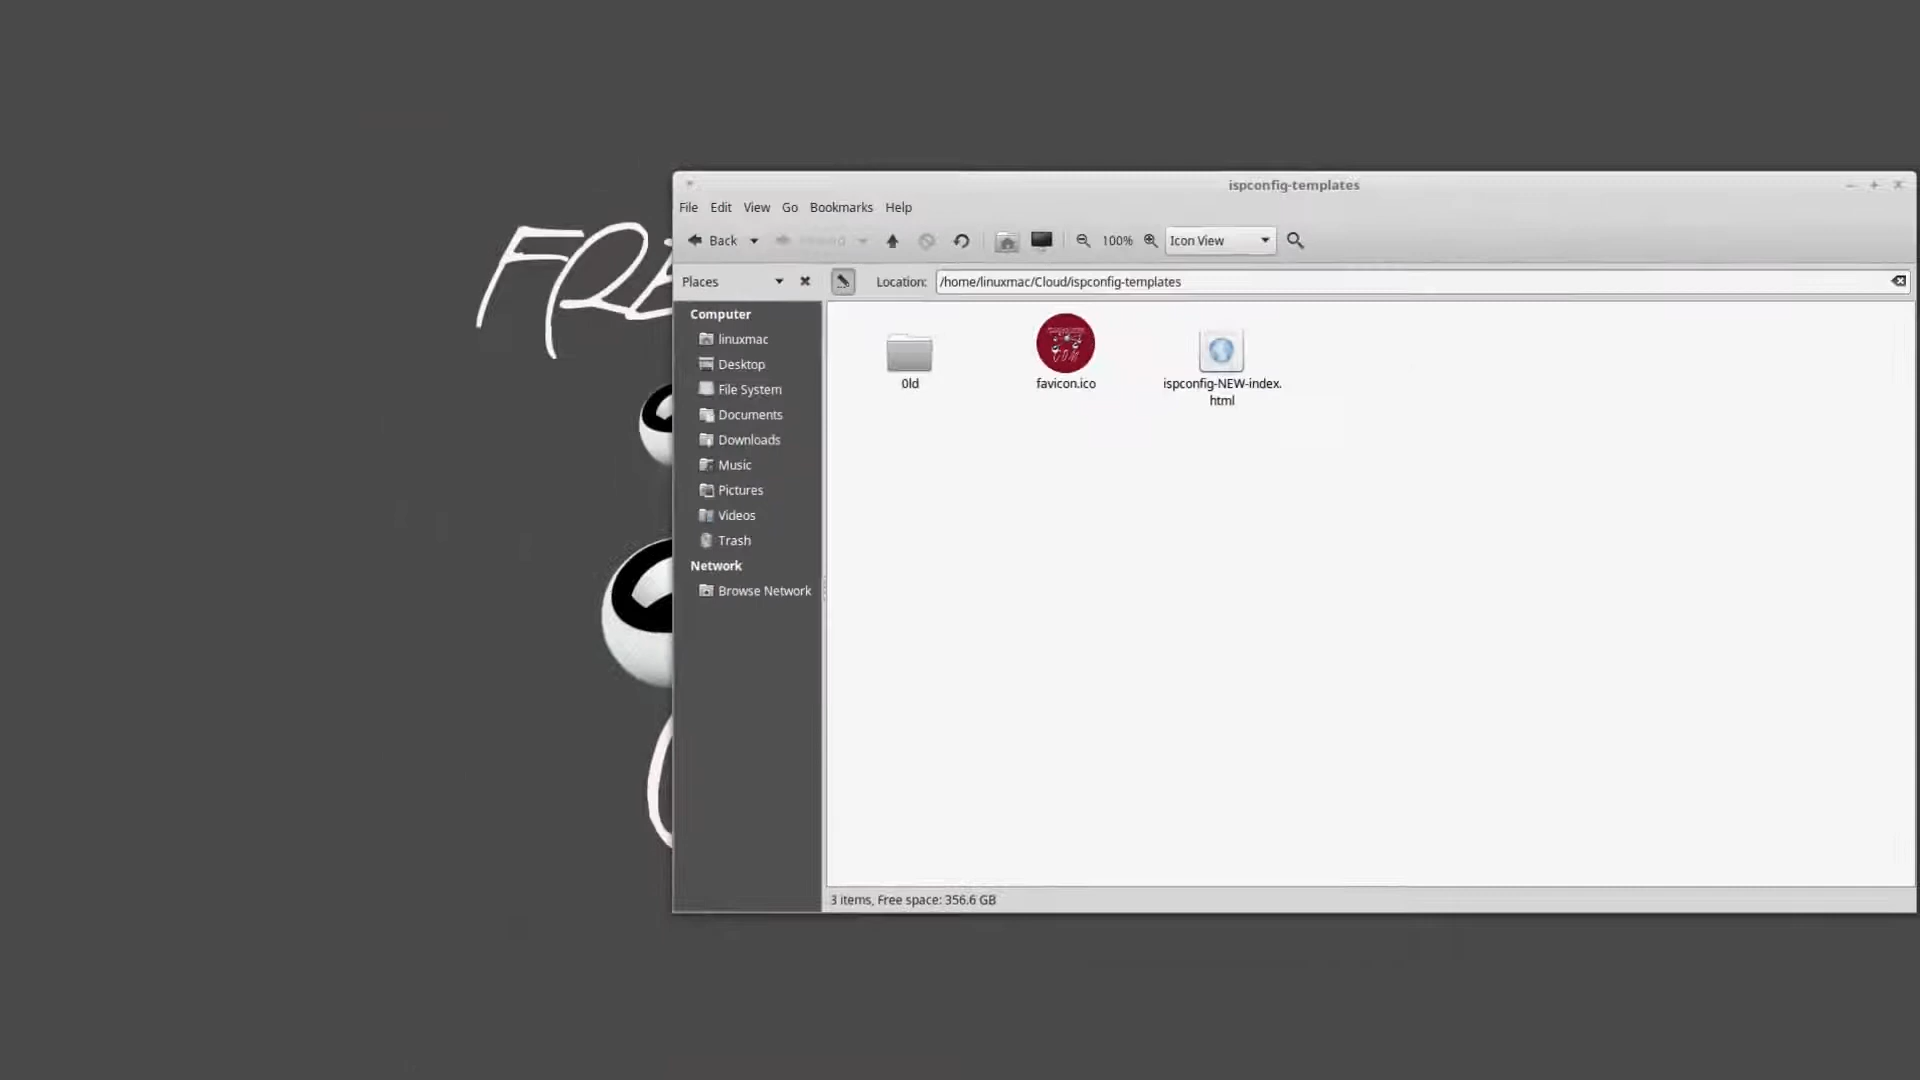 FRE
ispconfig-templates
File Edit View Go Bookmarks Help
Back 100% Icon View
Places Location: /home/linuxmac/Cloud/ispconfig-templates
Computer
linuxmac
Desktop
File System
Documents
Downloads
Music
Pictures
Videos
Trash
Network
Browse Network
0ld
favicon.ico
ispconfig-NEW-index.
html
3 items, Free space: 356.6 GB